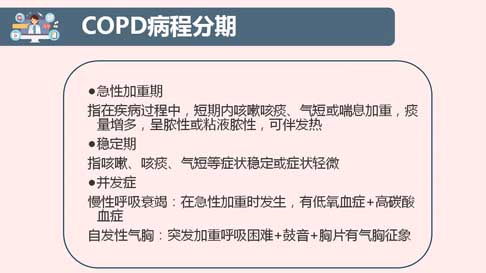 COPD病程分期
●急性加重期
指在疾病过程中，短期内咳嗽咳痰、气短或喘息加重，痰
量增多，呈脓性或粘液脓性，可伴发热
●稳定期
指咳嗽、咳痰、气短等症状稳定或症状轻微
●并发症
慢性呼吸衰竭：在急性加重时发生，有低氧血症+高碳酸
血症
自发性气胸：突发加重呼吸困难+鼓音+胸片有气胸征象